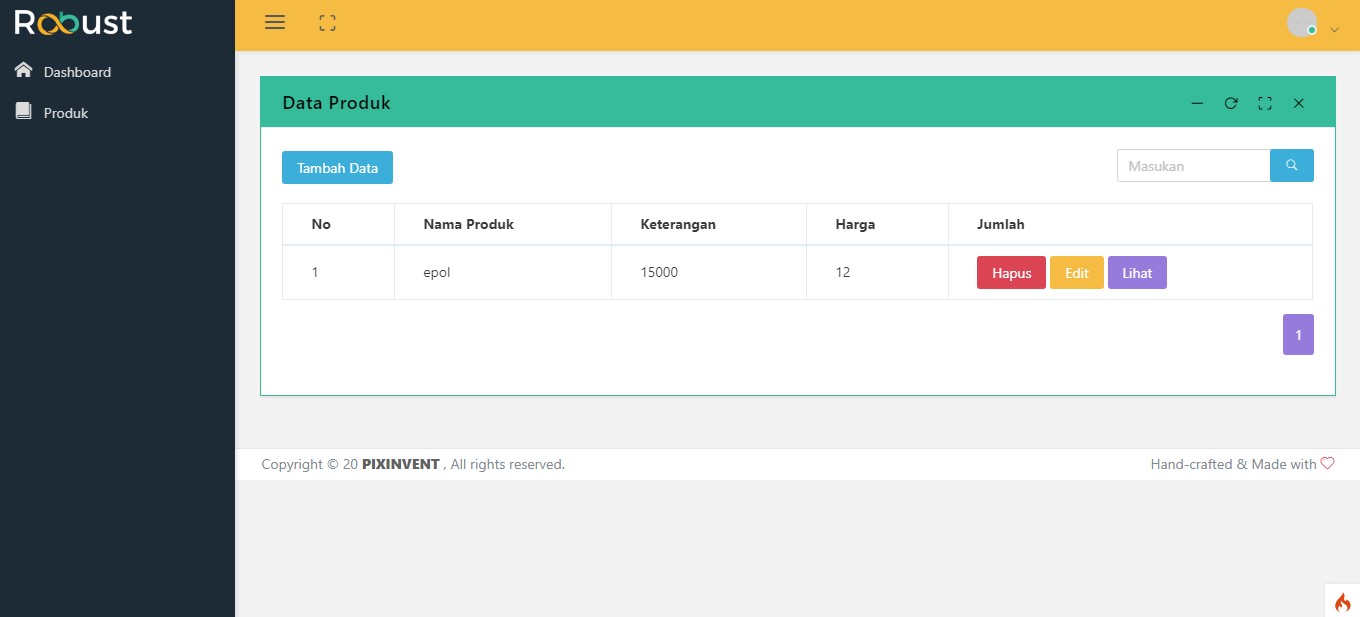 Robust
Dashboard
Produk
Data Produk
Tambah Data
Masukan
No Nama Produk Keterangan Harga Jumlah
1 epol 15000 12 Hapus Edit Lihat
1
Copyright © 20 PIXINVENT , All rights reserved.
Hand-crafted & Made with